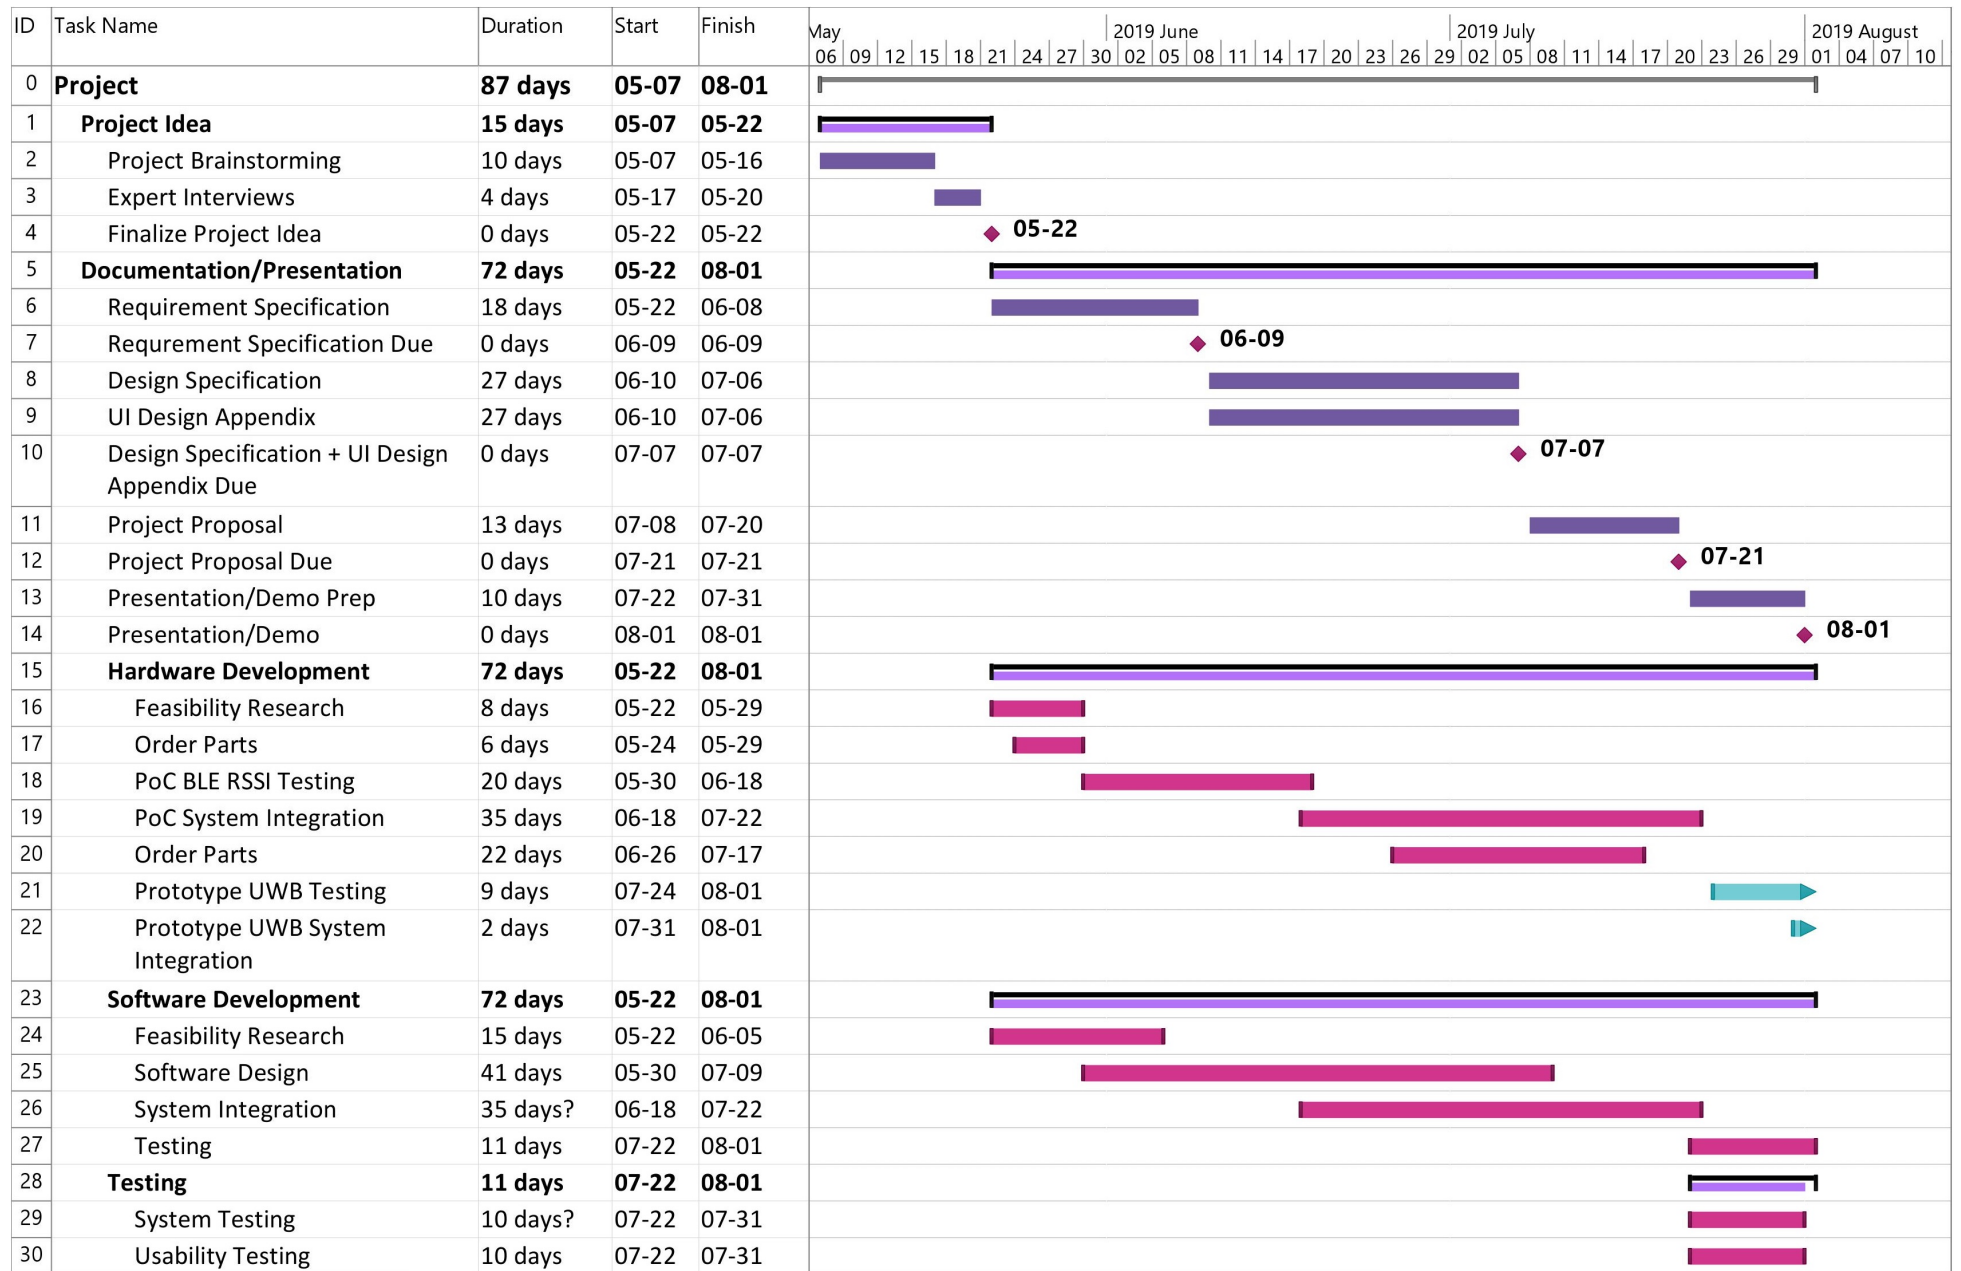 ID Task Name Duration Start Finish May 2019 June 2019 July 2019 August
06 09 12 15 18 21 24 27 30 02 05 08 11 14 17 20 23 26 29 02 05 08 11 14 17 20 23 26 29 01 04 07 10
0 Project 87 days 05-07 08-01
1 Project Idea 15 days 05-07 05-22
2 Project Brainstorming 10 days 05-07 05-16
3 Expert Interviews 4 days 05-17 05-20
4 Finalize Project Idea 0 days 05-22 05-22 05-22
5 Documentation/Presentation 72 days 05-22 08-01
6 Requirement Specification 18 days 05-22 06-08
7 Requrement Specification Due 0 days 06-09 06-09 06-09
8 Design Specification 27 days 06-10 07-06
9 UI Design Appendix 27 days 06-10 07-06
10 Design Specification + UI Design 0 days 07-07 07-07 07-07
Appendix Due
11 Project Proposal 13 days 07-08 07-20
12 Project Proposal Due 0 days 07-21 07-21 07-21
13 Presentation/Demo Prep 10 days 07-22 07-31
14 Presentation/Demo 0 days 08-01 08-01 08-01
15 Hardware Development 72 days 05-22 08-01
16 Feasibility Research 8 days 05-22 05-29
17 Order Parts 6 days 05-24 05-29
18 PoC BLE RSSI Testing 20 days 05-30 06-18
19 PoC System Integration 35 days 06-18 07-22
20 Order Parts 22 days 06-26 07-17
21 Prototype UWB Testing 9 days 07-24 08-01
22 Prototype UWB System 2 days 07-31 08-01
Integration
23 Software Development 72 days 05-22 08-01
24 Feasibility Research 15 days 05-22 06-05
25 Software Design 41 days 05-30 07-09
26 System Integration 35 days? 06-18 07-22
27 Testing 11 days 07-22 08-01
28 Testing 11 days 07-22 08-01
29 System Testing 10 days? 07-22 07-31
30 Usability Testing 10 days 07-22 07-31